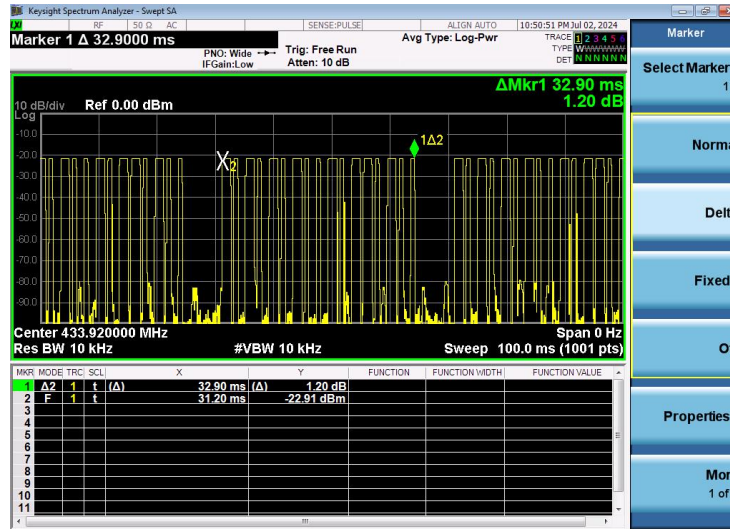 Keysight Spectrum Analyzer - Swept SA
LXI RF 50 Ω AC SENSE:PULSE ALIGN AUTO 10:50:51 PM Jul 02, 2024
Marker 1 Δ 32.9000 ms
PNO: Wide
IFGain:Low
Trig: Free Run
Atten: 10 dB
Avg Type: Log-Pwr
TRACE 1 2 3 4 5 6
TYPE W
DET N N N N N N
ΔMkr1 32.90 ms
1.20 dB
10 dB/div Ref 0.00 dBm
Log
-10.0
-20.0
-30.0
-40.0
-50.0
-60.0
-70.0
-80.0
-90.0
X2
1Δ2
Center 433.920000 MHz Span 0 Hz
Res BW 10 kHz #VBW 10 kHz Sweep 100.0 ms (1001 pts)
MKR MODE TRC SCL X Y FUNCTION FUNCTION WIDTH FUNCTION VALUE
1 Δ2 1 t (Δ) 32.90 ms (Δ) 1.20 dB
2 F 1 t 31.20 ms -22.91 dBm
3
4
5
6
7
8
9
10
11
Marker
Select Marker
1
Norma
Delt
Fixed
O
Properties
Mor
1 of